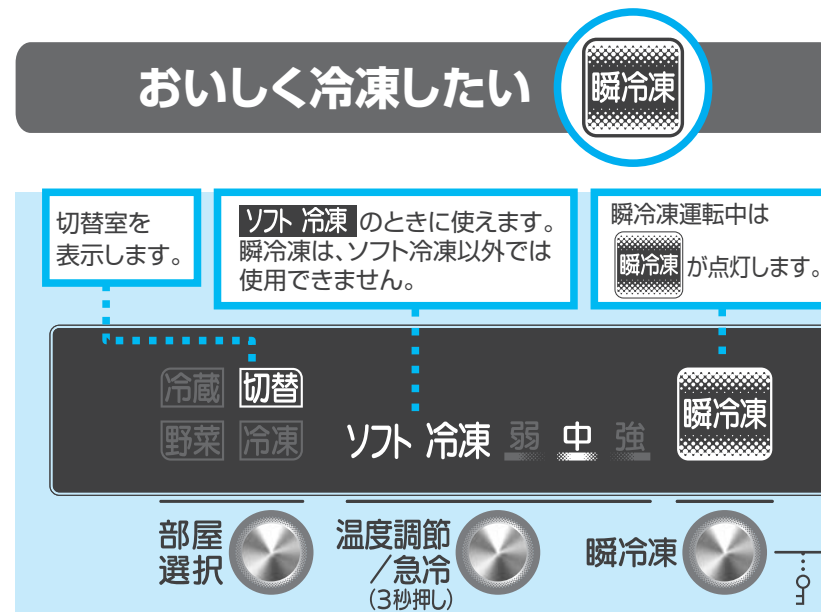 おいしく冷凍したい
瞬冷凍
切替室を
表示します。
ソフト 冷凍 のときに使えます。
瞬冷凍は、ソフト冷凍以外では
使用できません。
瞬冷凍運転中は
瞬冷凍 が点灯します。
冷蔵 切替
野菜 冷凍
ソフト 冷凍 弱 中 強
瞬冷凍
部屋
選択
温度調節
/急冷
(3秒押し)
瞬冷凍